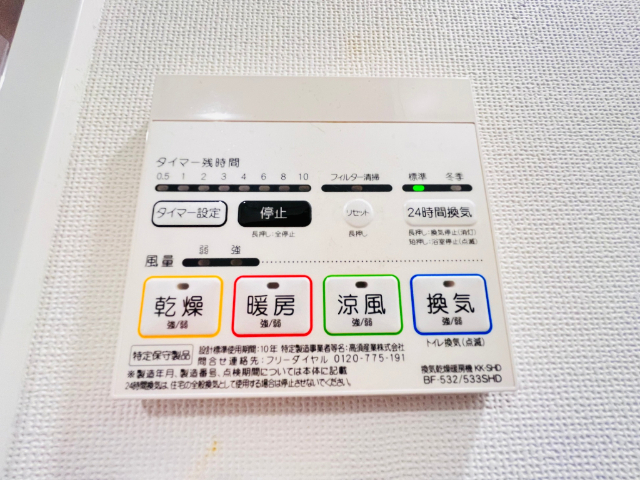 タイマー残時間
0.5 1 2 3 4 6 8 10 フィルター清掃 標準 冬季
タイマー設定 停止 リセット 24時間換気
長押し:全停止 長押し 長押し:換気停止(消灯)
短押し:浴室停止(点滅)
弱 強
風量
乾燥 暖房 涼風 換気
強/弱 強/弱 強/弱 強/弱
トイレ換気(点滅)
特定保守製品 設計標準使用期間:10年 特定製造事業者等名:高須産業株式会社
問合せ連絡先:フリーダイヤル 0120-775-191
※製造年月、製造番号、点検期間については本体に記載
24時間換気は、住宅の全般換気として使用する場合は停止させないでください。
換気乾燥暖房機 KK-SHD
BF-532/533SHD